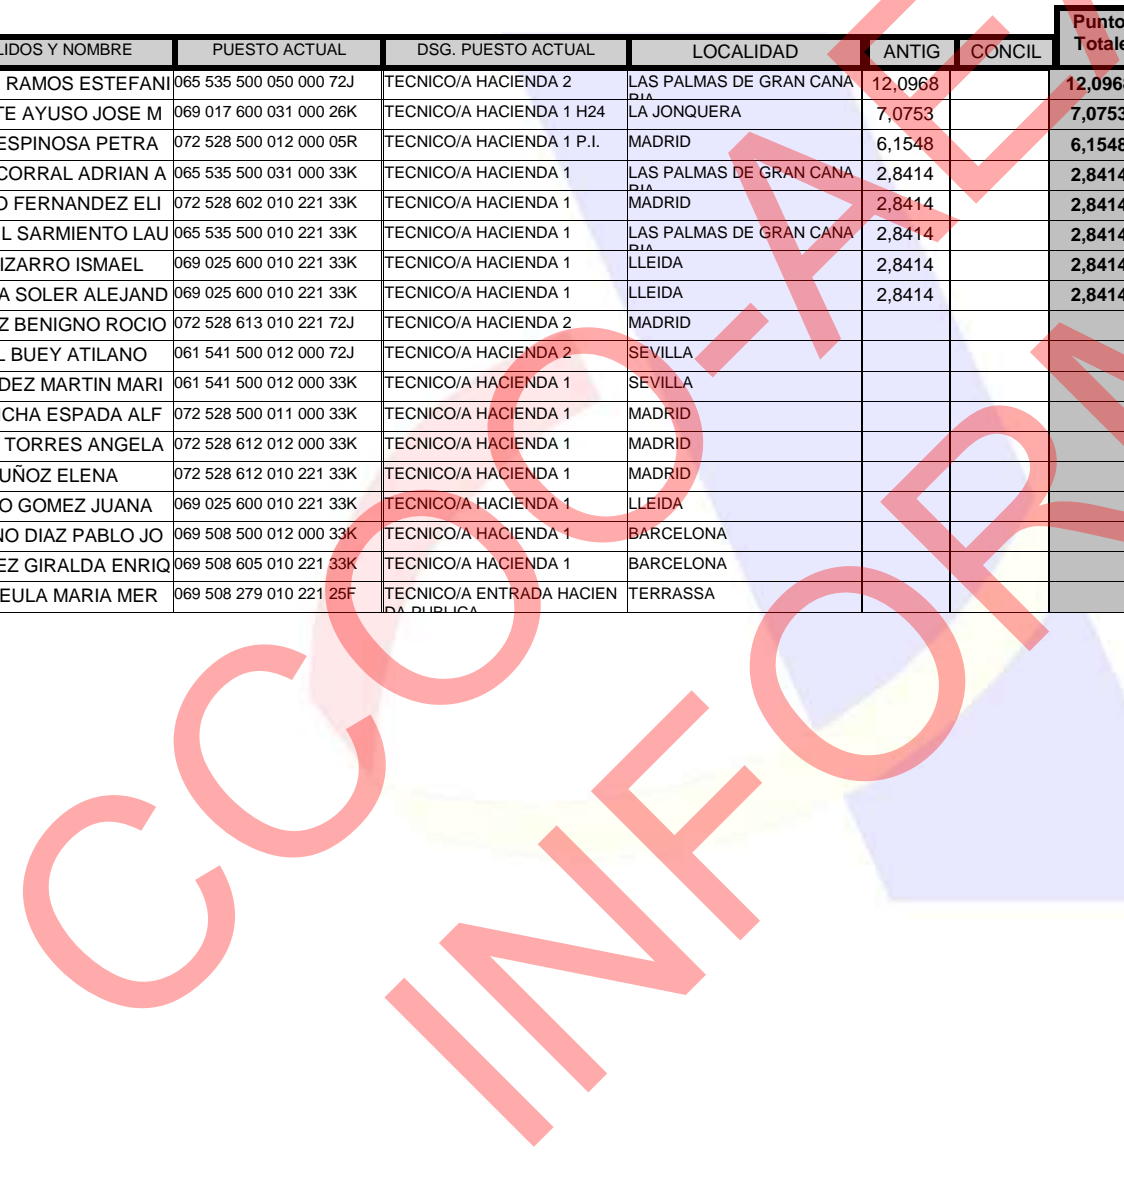 Punto
Totale
LIDOS Y NOMBRE PUESTO ACTUAL DSG. PUESTO ACTUAL LOCALIDAD ANTIG CONCIL
RAMOS ESTEFANI 065 535 500 050 000 72J TECNICO/A HACIENDA 2 LAS PALMAS DE GRAN CANA 12,0968 12,0968
RIA
TE AYUSO JOSE M 069 017 600 031 000 26K TECNICO/A HACIENDA 1 H24 LA JONQUERA 7,0753 7,0753
ESPINOSA PETRA 072 528 500 012 000 05R TECNICO/A HACIENDA 1 P.I. MADRID 6,1548 6,1548
CORRAL ADRIAN A 065 535 500 031 000 33K TECNICO/A HACIENDA 1 LAS PALMAS DE GRAN CANA 2,8414 2,8414
RIA
O FERNANDEZ ELI 072 528 602 010 221 33K TECNICO/A HACIENDA 1 MADRID 2,8414 2,8414
L SARMIENTO LAU 065 535 500 010 221 33K TECNICO/A HACIENDA 1 LAS PALMAS DE GRAN CANA 2,8414 2,8414
RIA
IZARRO ISMAEL 069 025 600 010 221 33K TECNICO/A HACIENDA 1 LLEIDA 2,8414 2,8414
A SOLER ALEJAND 069 025 600 010 221 33K TECNICO/A HACIENDA 1 LLEIDA 2,8414 2,8414
Z BENIGNO ROCIO 072 528 613 010 221 72J TECNICO/A HACIENDA 2 MADRID
L BUEY ATILANO 061 541 500 012 000 72J TECNICO/A HACIENDA 2 SEVILLA
DEZ MARTIN MARI 061 541 500 012 000 33K TECNICO/A HACIENDA 1 SEVILLA
CHA ESPADA ALF 072 528 500 011 000 33K TECNICO/A HACIENDA 1 MADRID
TORRES ANGELA 072 528 612 012 000 33K TECNICO/A HACIENDA 1 MADRID
UÑOZ ELENA 072 528 612 010 221 33K TECNICO/A HACIENDA 1 MADRID
O GOMEZ JUANA 069 025 600 010 221 33K TECNICO/A HACIENDA 1 LLEIDA
NO DIAZ PABLO JO 069 508 500 012 000 33K TECNICO/A HACIENDA 1 BARCELONA
EZ GIRALDA ENRIQ 069 508 605 010 221 33K TECNICO/A HACIENDA 1 BARCELONA
EULA MARIA MER 069 508 279 010 221 25F TECNICO/A ENTRADA HACIEN TERRASSA
DA PUBLICA
CCOO-AE
INFORM